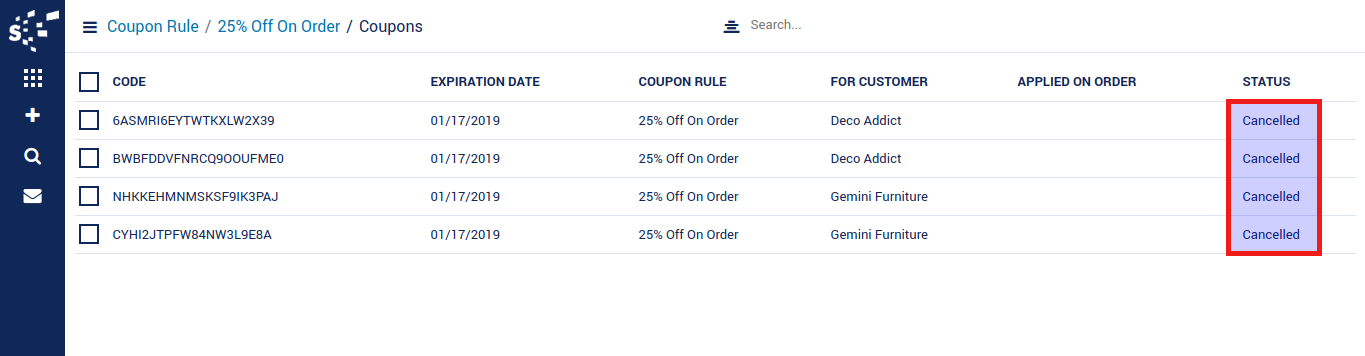 S
Coupon Rule / 25% Off On Order / Coupons
Search...
CODE EXPIRATION DATE COUPON RULE FOR CUSTOMER APPLIED ON ORDER STATUS
6ASMRI6EYTWTKXLW2X39 01/17/2019 25% Off On Order Deco Addict Cancelled
BWBFDDVFNRCQ9OOUFME0 01/17/2019 25% Off On Order Deco Addict Cancelled
NHKKEHMNMSKSF9IK3PAJ 01/17/2019 25% Off On Order Gemini Furniture Cancelled
CYHI2JTPFW84NW3L9E8A 01/17/2019 25% Off On Order Gemini Furniture Cancelled